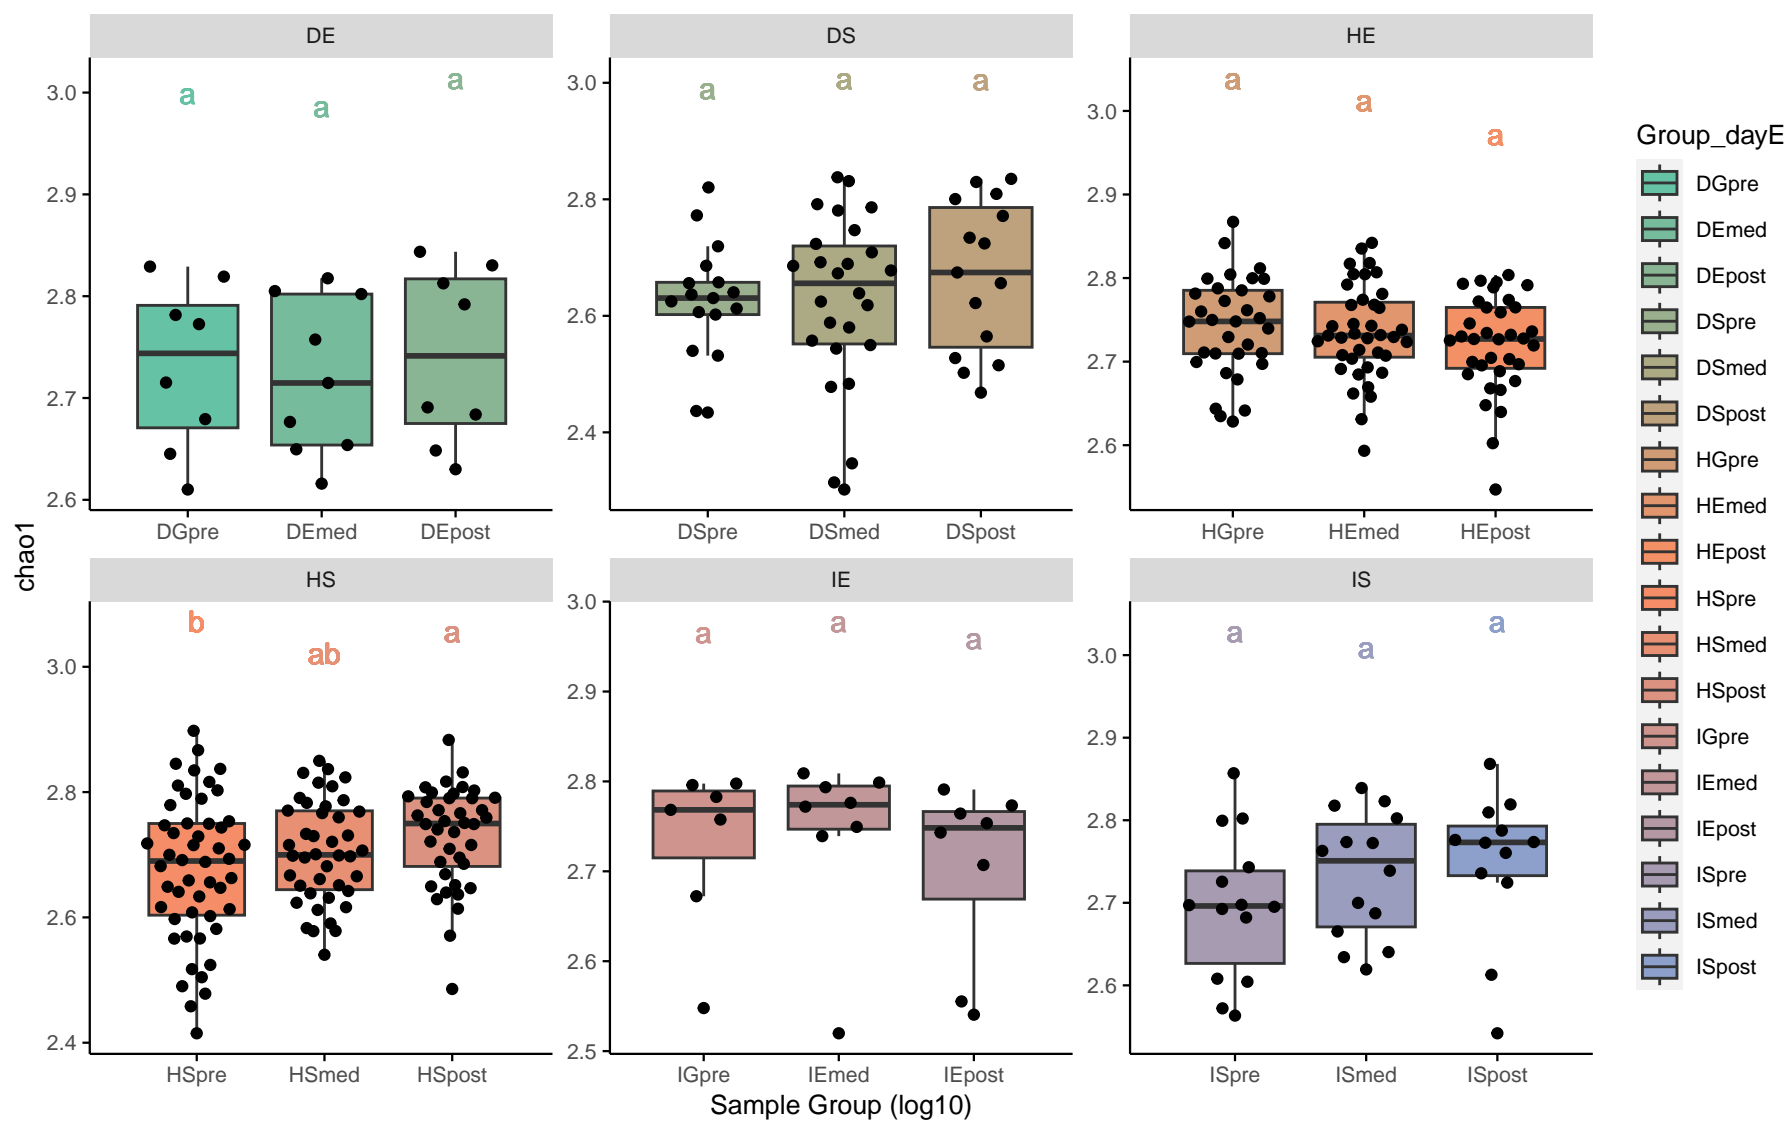 DE
DS
HE
a a a
a a a
a a a
3.0
2.9
2.8
2.7
2.6
3.0
2.8
2.6
2.4
3.0
2.9
2.8
2.7
2.6
DGpre DEmed DEpost
DSpre DSmed DSpost
HGpre HEmed HEpost
chao1
HS
IE
IS
b ab a
a a a
a a a
3.0
2.8
2.6
2.4
3.0
2.9
2.8
2.7
2.6
2.5
3.0
2.9
2.8
2.7
2.6
HSpre HSmed HSpost
IGpre IEmed IEpost
ISpre ISmed ISpost
Sample Group (log10)
Group_dayE
DGpre
DEmed
DEpost
DSpre
DSmed
DSpost
HGpre
HEmed
HEpost
HSpre
HSmed
HSpost
IGpre
IEmed
IEpost
ISpre
ISmed
ISpost